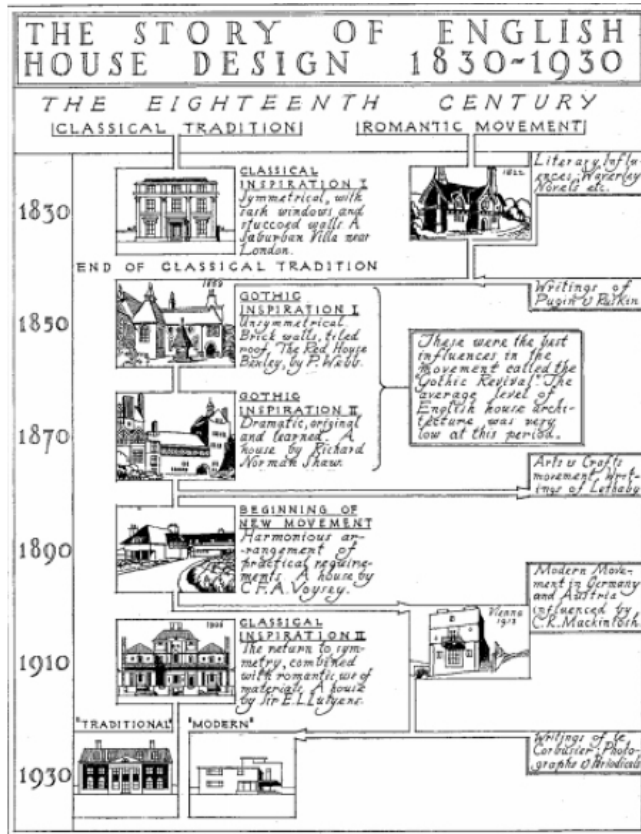 THE STORY OF ENGLISH
HOUSE DESIGN 1830~1930
THE EIGHTEENTH CENTURY
CLASSICAL TRADITION
ROMANTIC MOVEMENT
1830
CLASSICAL
INSPIRATION I
Symmetrical, with
sash windows and
stuccoed walls. A
Suburban Villa near
London.
1822
Literary Influ-
ences: Waverley
Novels etc.
END OF CLASSICAL TRADITION
Writings of
Pugin & Ruskin
1850
1859
GOTHIC
INSPIRATION I
Unsymmetrical.
Brick walls, tiled
roof. The Red House
Bexley, by P. Webb.
These were the best
influences in the
movement called the
"Gothic Revival". The
average level of
English house archi-
tecture was very
low at this period.
1870
GOTHIC
INSPIRATION II
Dramatic, original
and learned. A
house by Richard
Norman Shaw.
Arts & Crafts
movement, Writ-
ings of Lethaby
1890
BEGINNING OF
NEW MOVEMENT
Harmonious ar-
-rangement of
practical require-
ments. A house by
C.F.A. Voysey.
Modern Move-
ment in Germany
and Austria
influenced by
C.R. Mackintosh
1910
1906
CLASSICAL
INSPIRATION II
The return to sym-
metry, combined
with romantic use of
materials. A house
by Sir E.L. Lutyens.
Vienna
1913
"TRADITIONAL"
"MODERN"
1930
Writings of le
Corbusier: Photo-
graphs & Periodicals